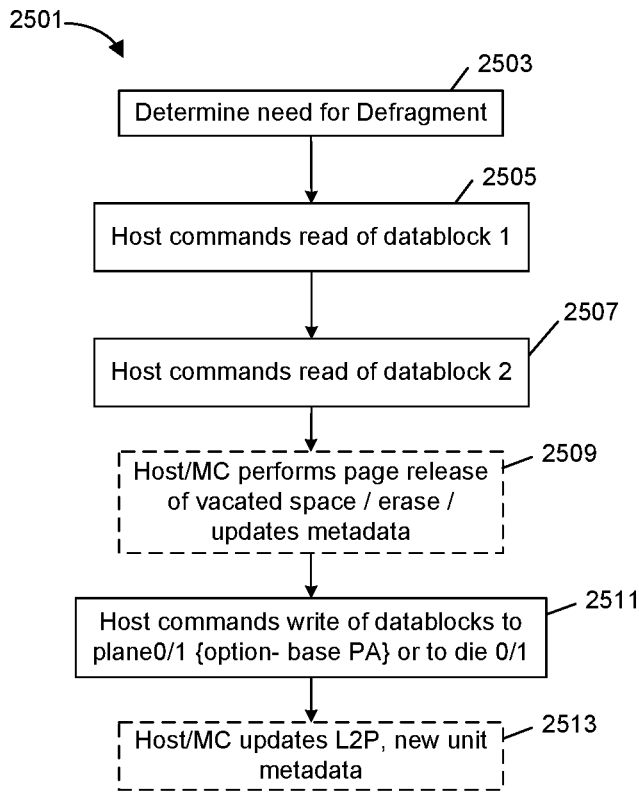 2501
2503
Determine need for Defragment
2505
Host commands read of datablock 1
2507
Host commands read of datablock 2
2509
Host/MC performs page release
of vacated space / erase /
updates metadata
2511
Host commands write of datablocks to
plane0/1 {option- base PA} or to die 0/1
2513
Host/MC updates L2P, new unit
metadata